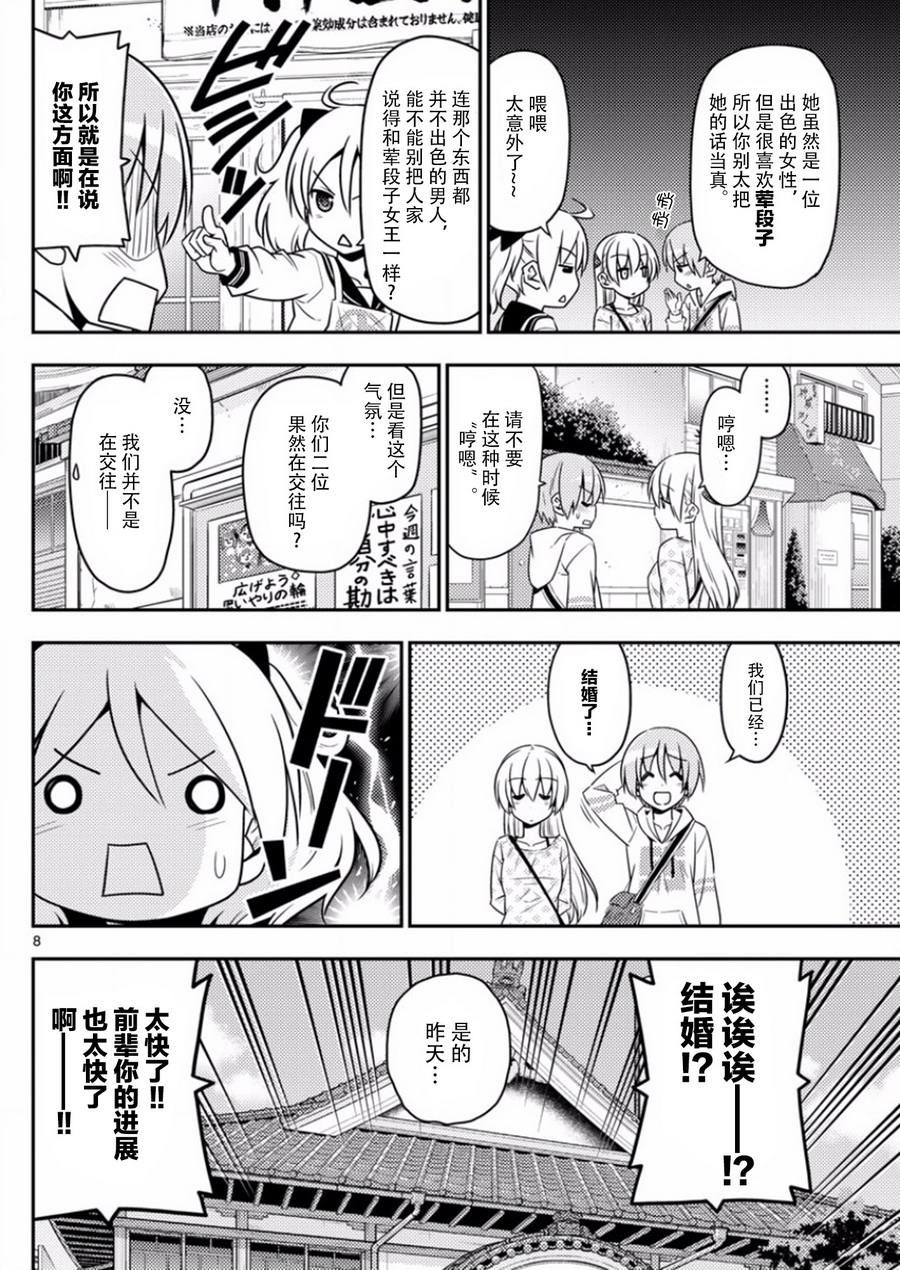 她虽然是一位
出色的女性，
但是很喜欢荤段子
所以你别太把
她的话当真。
悄
悄
喂喂
太意外了~~
连那个东西都
并不出色的男人，
能不能别把人家
说得和荤段子女王一样？
所以就是在说
你这方面啊!!
……
哼嗯
请不要
在这种时候
“哼嗯”。
但是看这个
气氛…
你们二位
果然在交往吗？
没…
我们并不是
在交往——
今週の言葉
心中すべきは
自分の勘
広げよう
思いやりの輪
我们已经…
结婚了…
ドドーン
8
诶诶诶——!?
结婚!?
是的
昨天…
太快了!!
前辈你的进展
也太快了
啊——!!